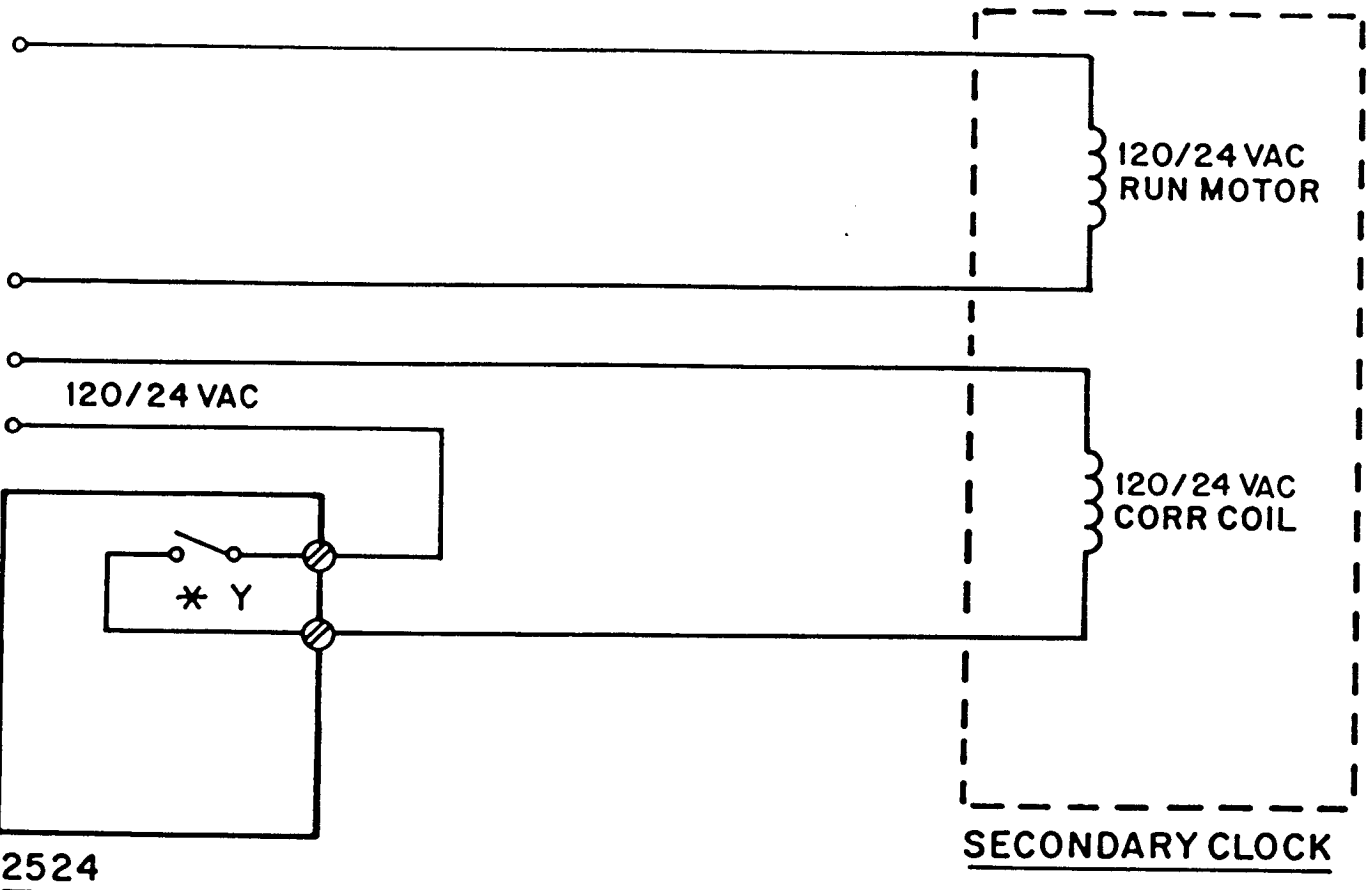 120/24 VAC
RUN MOTOR
120/24 VAC
120/24 VAC
CORR COIL
* Y
SECONDARY CLOCK
2524